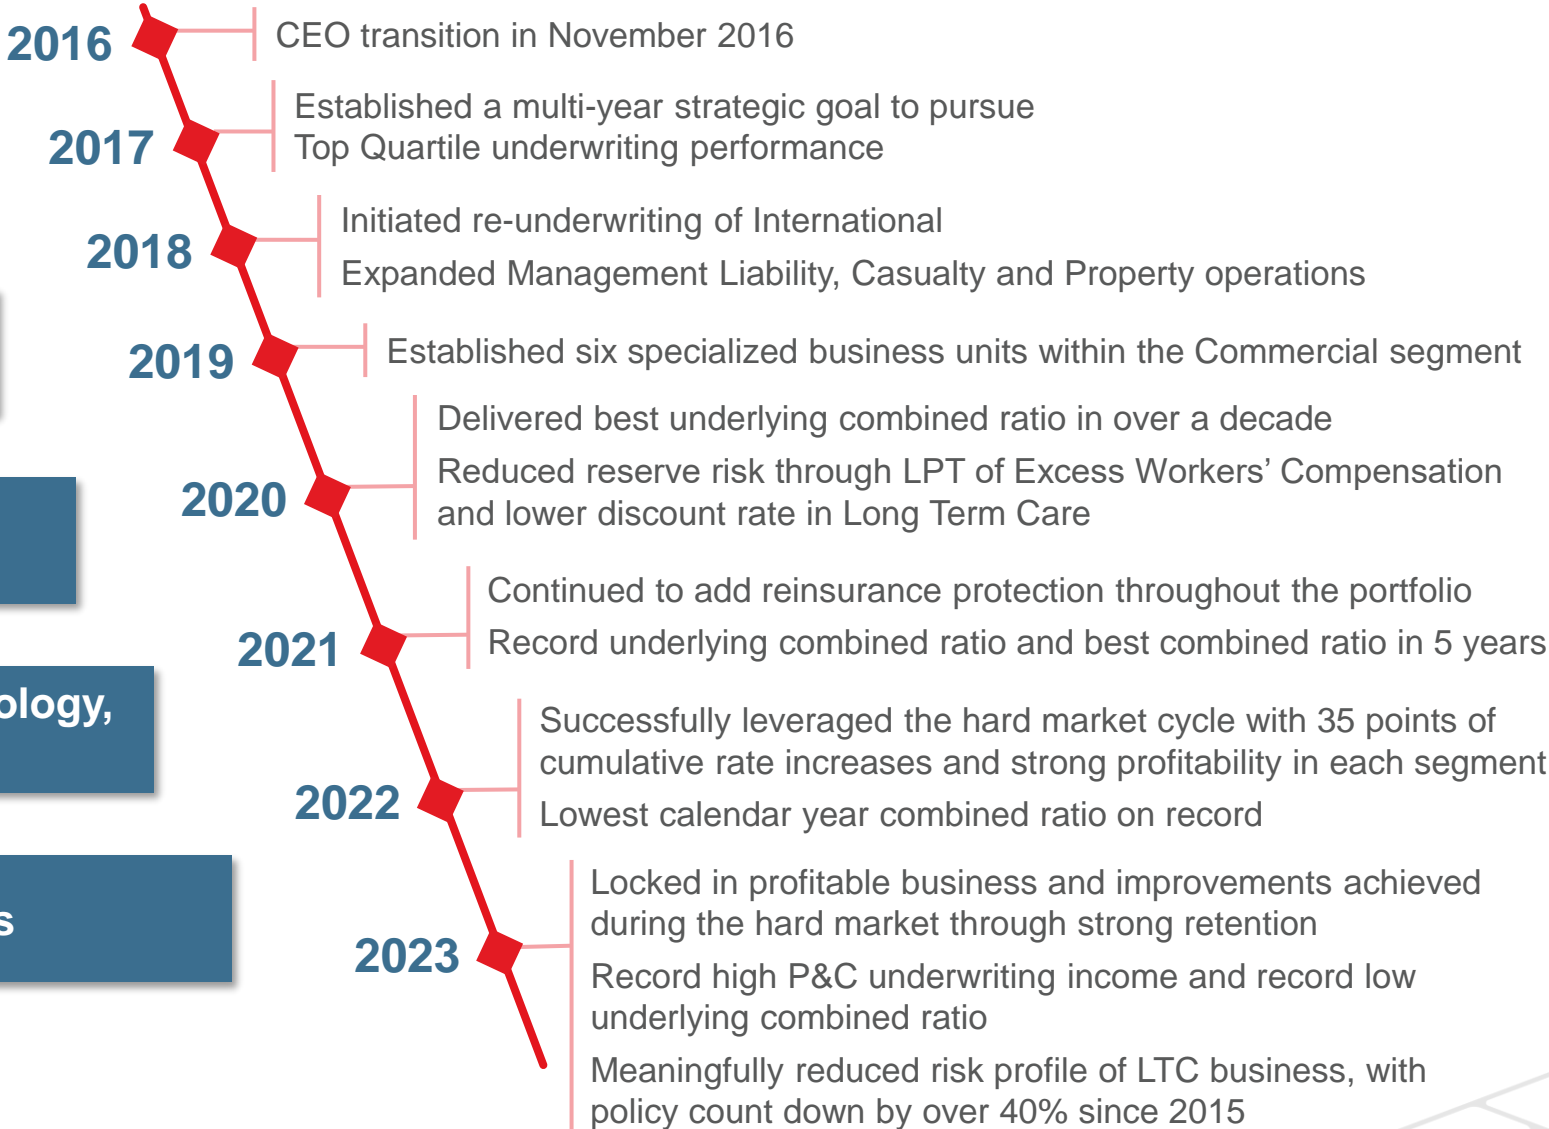 2016
CEO transition in November 2016
2017
Established a multi-year strategic goal to pursue
Top Quartile underwriting performance
2018
Initiated re-underwriting of International
Expanded Management Liability, Casualty and Property operations
2019
Established six specialized business units within the Commercial segment
2020
Delivered best underlying combined ratio in over a decade
Reduced reserve risk through LPT of Excess Workers’ Compensation
and lower discount rate in Long Term Care
2021
Continued to add reinsurance protection throughout the portfolio
Record underlying combined ratio and best combined ratio in 5 years
ology,
2022
Successfully leveraged the hard market cycle with 35 points of
cumulative rate increases and strong profitability in each segment
Lowest calendar year combined ratio on record
s
2023
Locked in profitable business and improvements achieved
during the hard market through strong retention
Record high P&C underwriting income and record low
underlying combined ratio
Meaningfully reduced risk profile of LTC business, with
policy count down by over 40% since 2015